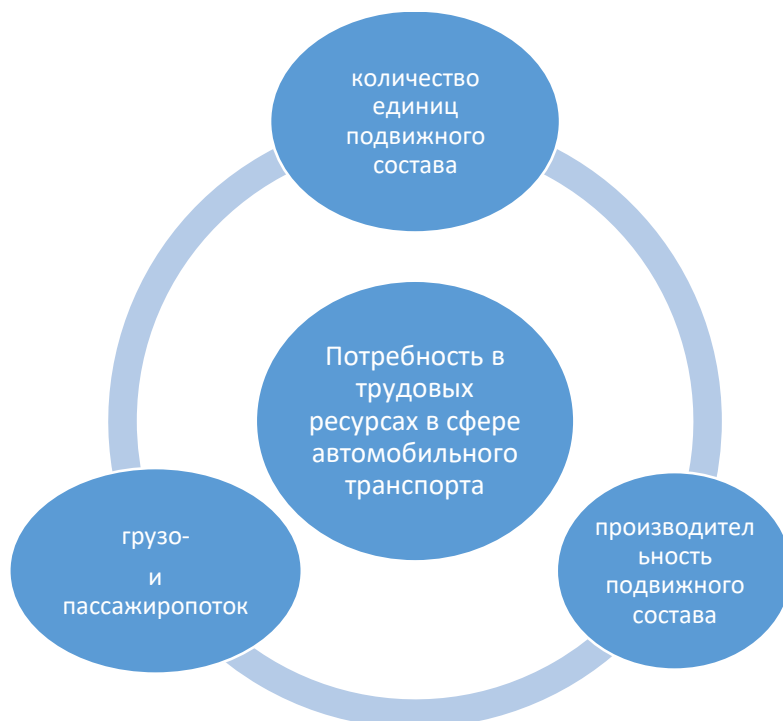 количество
единиц
подвижного
состава
Потребность в
трудовых
ресурсах в сфере
автомобильного
транспорта
грузо-
и
пассажиропоток
производител
ьность
подвижного
состава